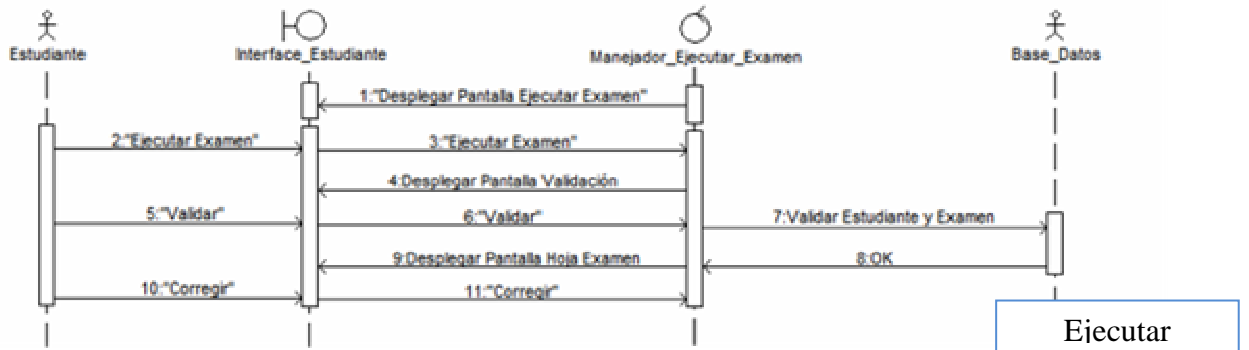 Estudiante
Interface_Estudiante
Manejador_Ejecutar_Examen
Base_Datos
1:"Desplegar Pantalla Ejecutar Examen"
2:"Ejecutar Examen"
3:"Ejecutar Examen"
4:Desplegar Pantalla Validación
5:"Validar"
6:"Validar"
7:Validar Estudiante y Examen
8:OK
9:Desplegar Pantalla Hoja Examen
10:"Corregir"
11:"Corregir"
Ejecutar